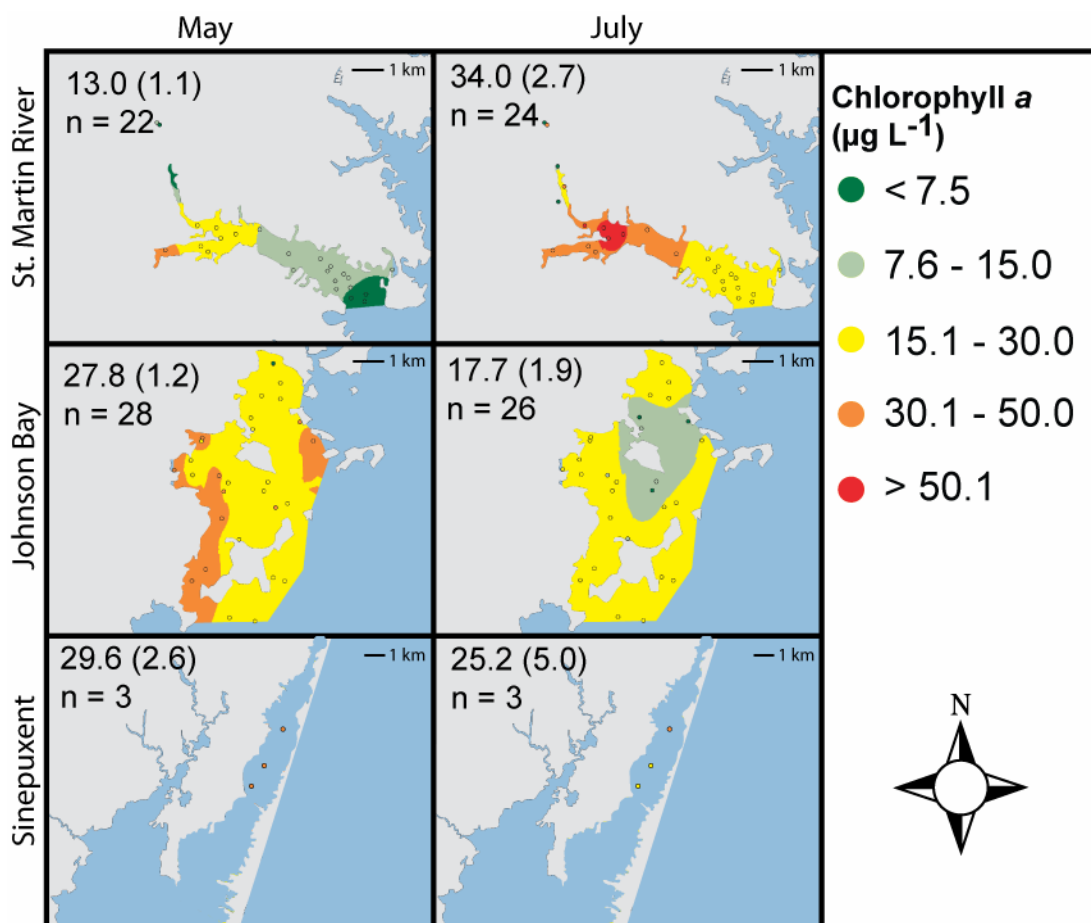 May
July
St. Martin River
13.0 (1.1)
n = 22
1 km
34.0 (2.7)
n = 24
1 km
Johnson Bay
27.8 (1.2)
n = 28
1 km
17.7 (1.9)
n = 26
1 km
Sinepuxent
29.6 (2.6)
n = 3
1 km
25.2 (5.0)
n = 3
1 km
Chlorophyll a
(µg L-1)
< 7.5
7.6 - 15.0
15.1 - 30.0
30.1 - 50.0
> 50.1
N